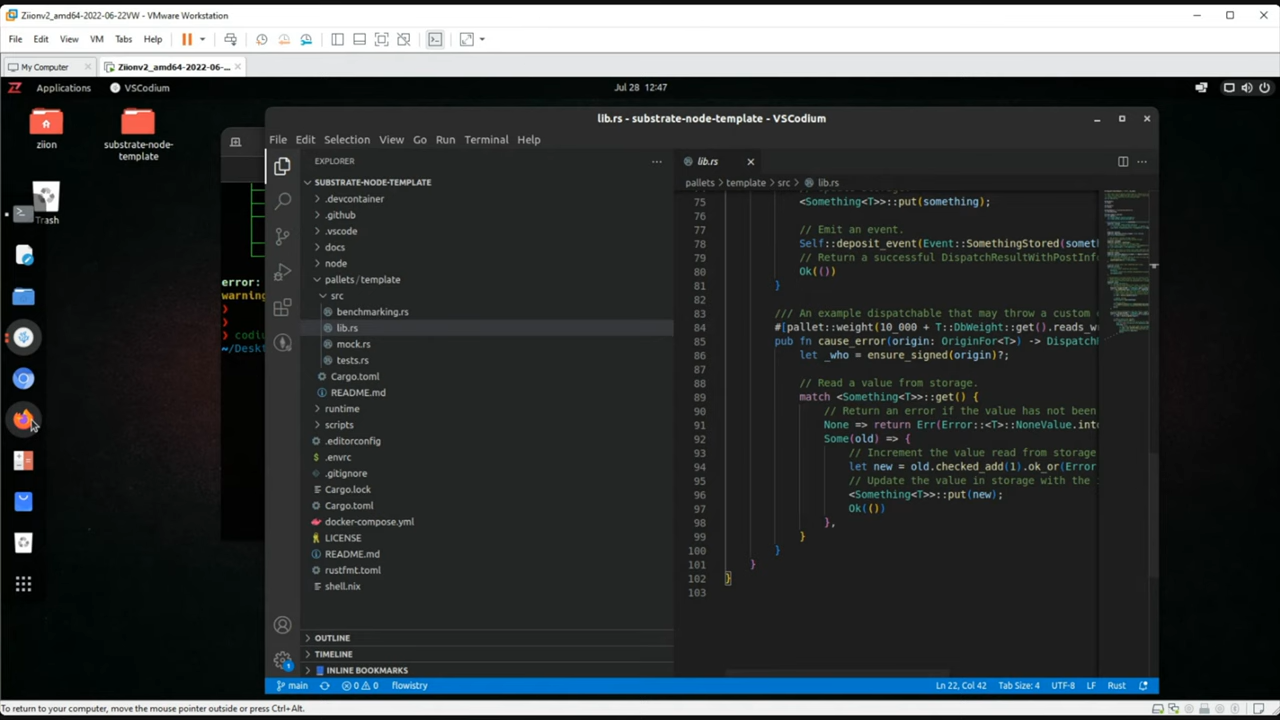 Ziionv2_amd64-2022-06-22VW - VMware Workstation
File Edit View VM Tabs Help
My Computer Ziionv2_amd64-2022-06-...
Applications VSCodium Jul 28 12:47
ziion
substrate-node-template
Trash
lib.rs - substrate-node-template - VSCodium
File Edit Selection View Go Run Terminal Help
error:
warning
codiu
~/Deskt
EXPLORER
SUBSTRATE-NODE-TEMPLATE
.devcontainer
.github
.vscode
docs
node
pallets/template
src
benchmarking.rs
lib.rs
mock.rs
tests.rs
Cargo.toml
README.md
runtime
scripts
.editorconfig
.envrc
.gitignore
Cargo.lock
Cargo.toml
docker-compose.yml
LICENSE
README.md
rustfmt.toml
shell.nix
OUTLINE
TIMELINE
INLINE BOOKMARKS
lib.rs
pallets > template > src > lib.rs
75 <Something<T>>::put(something);
76
77 // Emit an event.
78 Self::deposit_event(Event::SomethingStored(somet
79 // Return a successful DispatchResultWithPostInf
80 Ok(())
81 }
82
83 /// An example dispatchable that may throw a custom
84 #[pallet::weight(10_000 + T::DbWeight::get().reads_w
85 pub fn cause_error(origin: OriginFor<T>) -> Dispatch
86 let _who = ensure_signed(origin)?;
87
88 // Read a value from storage.
89 match <Something<T>>::get() {
90 // Return an error if the value has not been
91 None => return Err(Error::<T>::NoneValue.into
92 Some(old) => {
93 // Increment the value read from storage
94 let new = old.checked_add(1).ok_or(Error
95 // Update the value in storage with the
96 <Something<T>>::put(new);
97 Ok(())
98 },
99 }
100 }
101 }
102 }
103
main 0 0 flowistry Ln 22, Col 42 Tab Size: 4 UTF-8 LF Rust
1
To return to your computer, move the mouse pointer outside or press Ctrl+Alt.